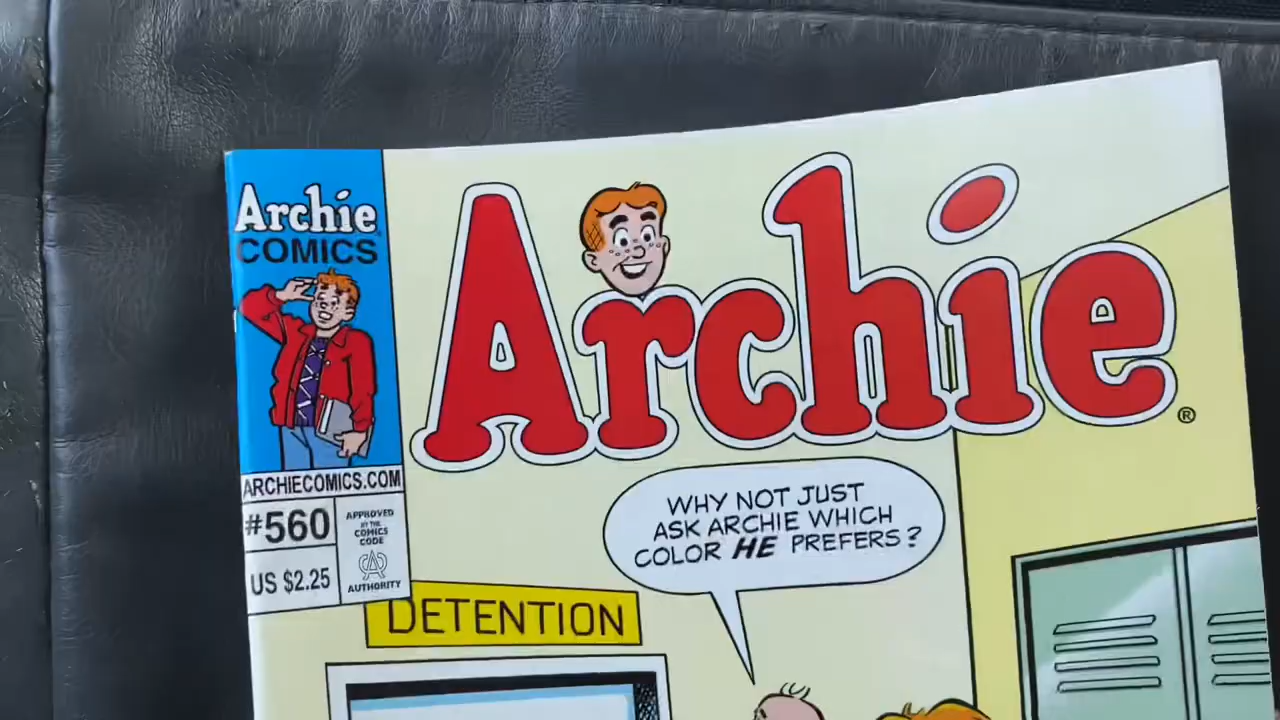 Archie
COMICS
ARCHIECOMICS.COM
#560
APPROVED
BY THE
COMICS
CODE
AUTHORITY
US $2.25
Archie®
WHY NOT JUST
ASK ARCHIE WHICH
COLOR HE PREFERS?
DETENTION